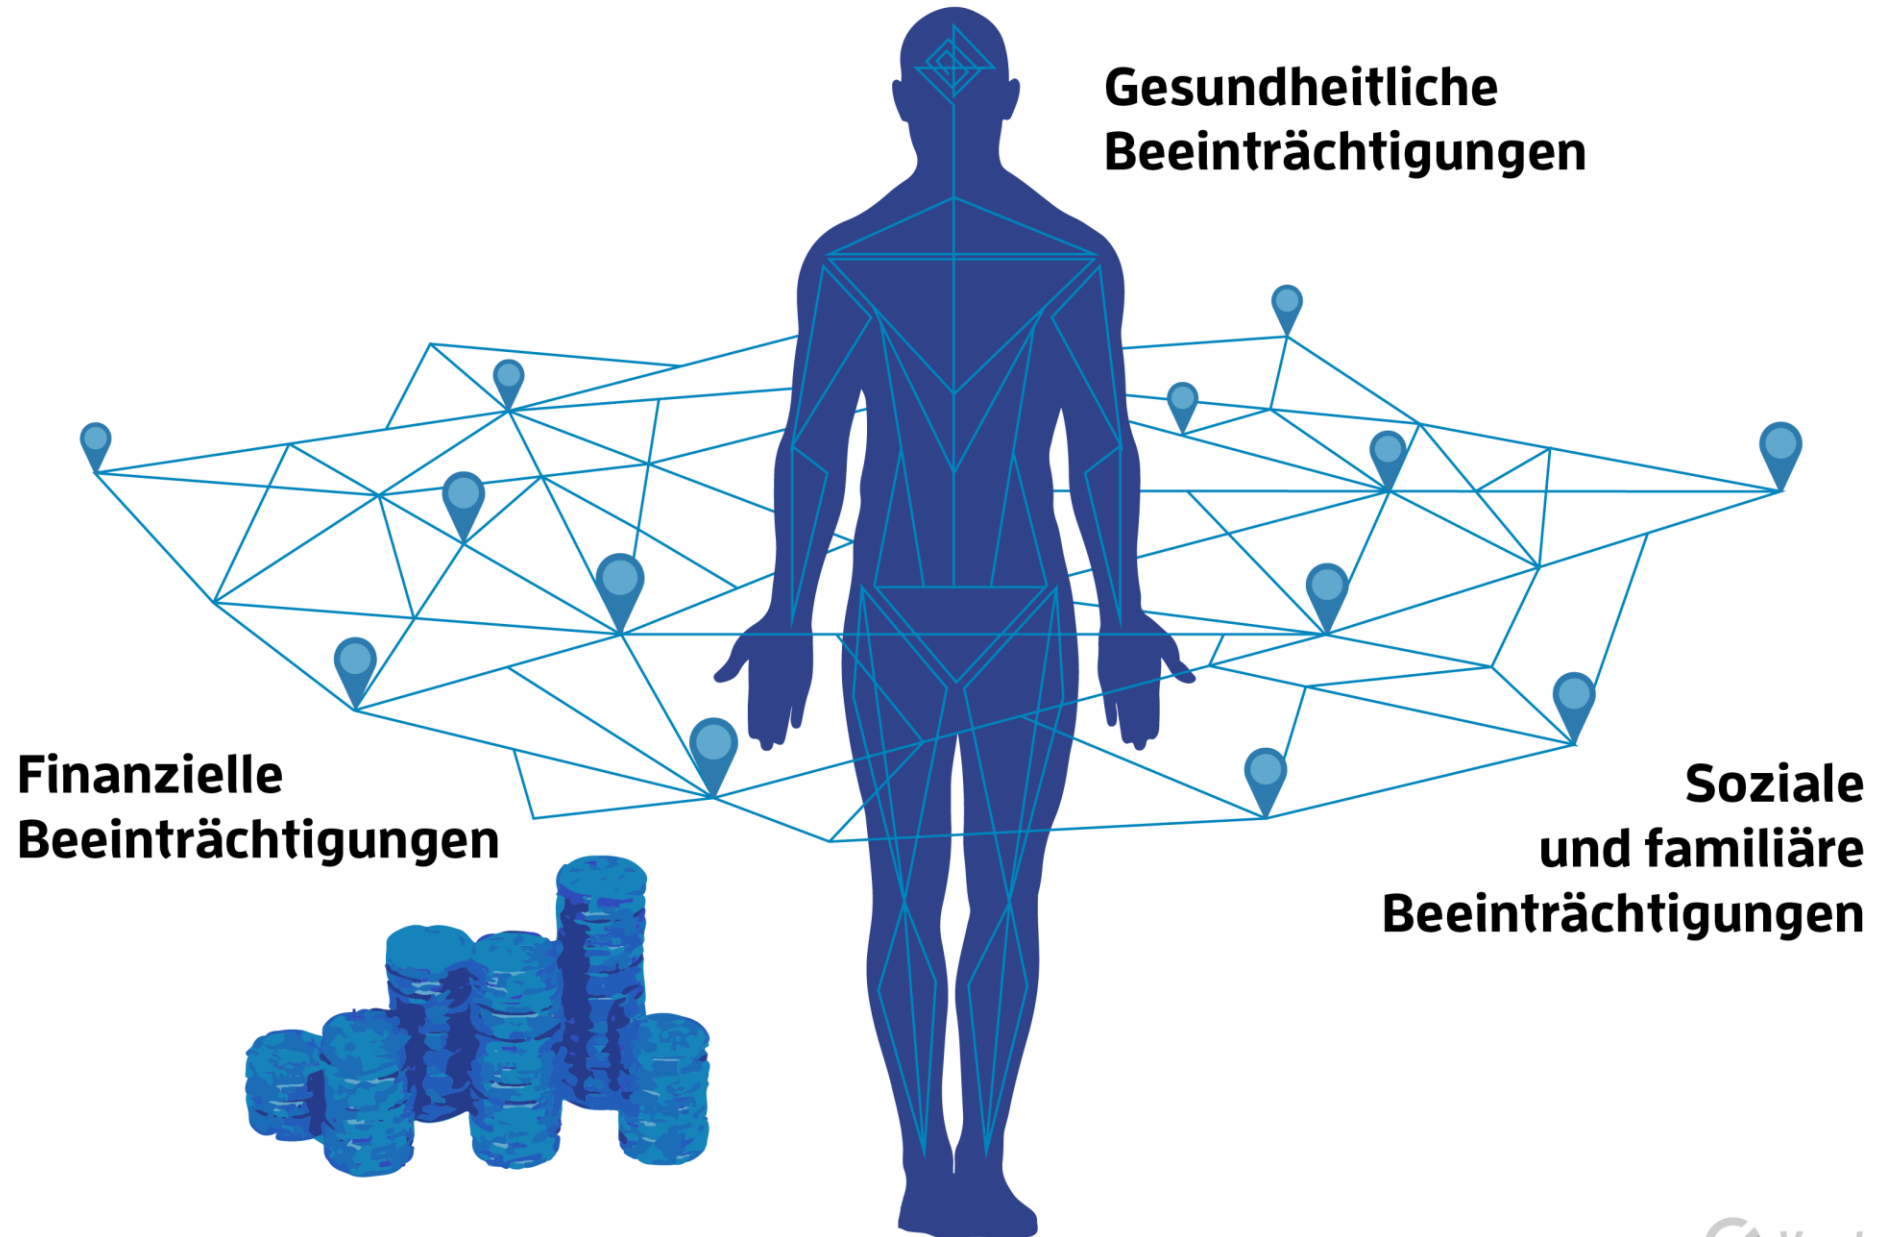 Gesundheitliche
Beeinträchtigungen
Finanzielle
Beeinträchtigungen
Soziale
und familiäre
Beeinträchtigungen